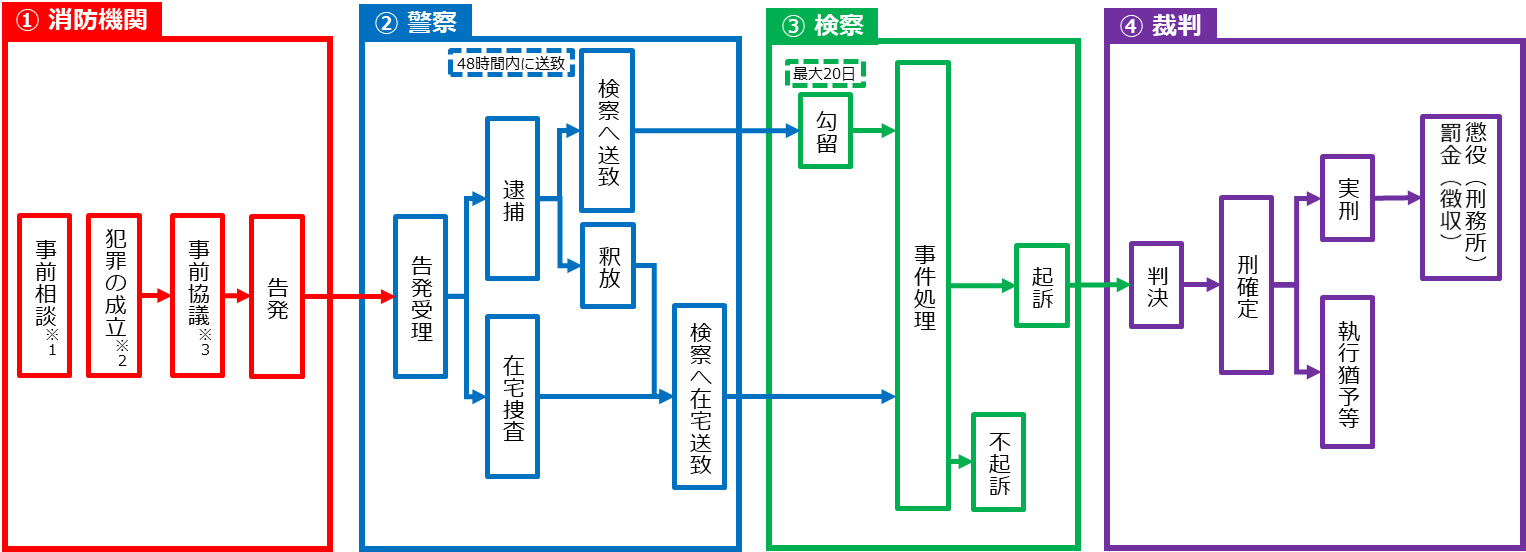 ① 消防機関
事前相談※1
犯罪の成立※2
事前協議※3
告発
② 警察
48時間内に送致
告発受理
逮捕
在宅捜査
検察へ送致
釈放
検察へ在宅送致
③ 検察
最大20日
勾留
事件処理
起訴
不起訴
④ 裁判
判決
刑確定
実刑
執行猶予等
懲役（刑務所）
罰金（徴収）